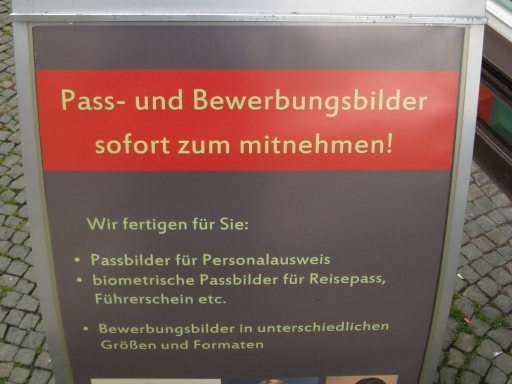 Pass- und Bewerbungsbilder
sofort zum mitnehmen!
Wir fertigen für Sie:
• Passbilder für Personalausweis
• biometrische Passbilder für Reisepass,
Führerschein etc.
• Bewerbungsbilder in unterschiedlichen
Größen und Formaten